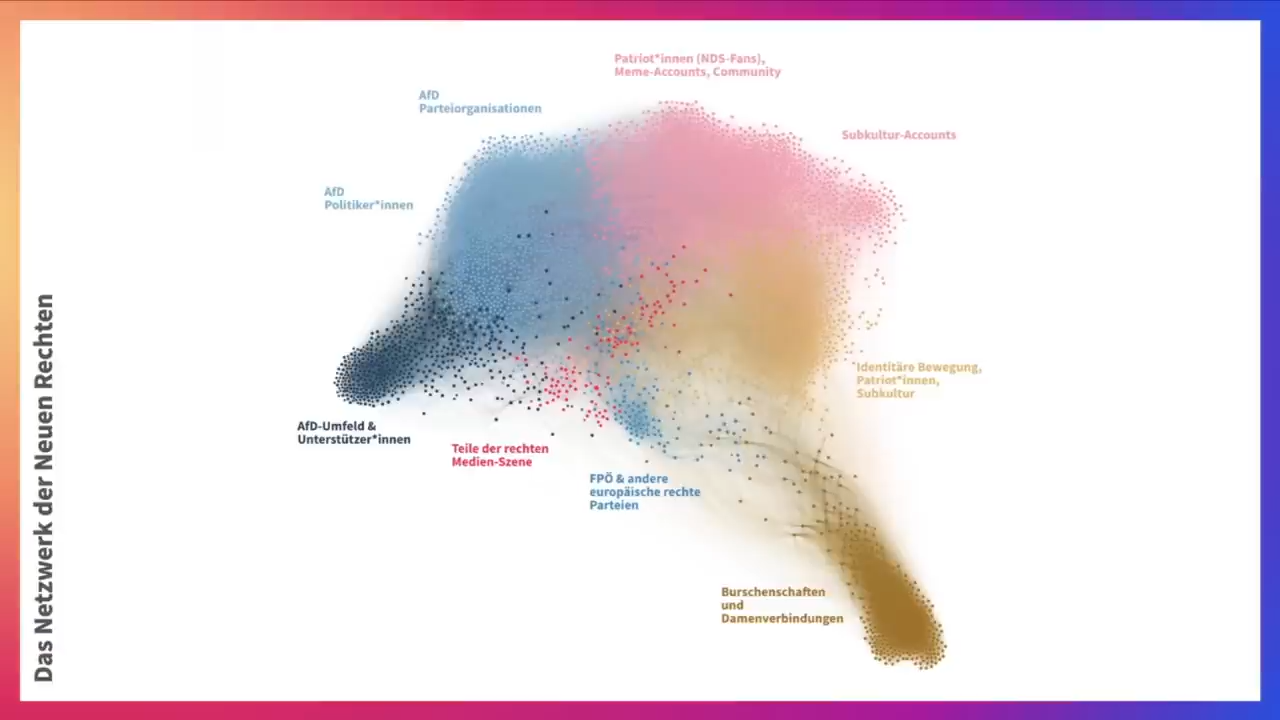 Das Netzwerk der Neuen Rechten
Patriot*innen (NDS-Fans),
Meme-Accounts, Community
AfD
Parteiorganisationen
Subkultur-Accounts
AfD
Politiker*innen
Identitäre Bewegung,
Patriot*innen,
Subkultur
AfD-Umfeld &
Unterstützer*innen
Teile der rechten
Medien-Szene
FPÖ & andere
europäische rechte
Parteien
Burschenschaften
und
Damenverbindungen